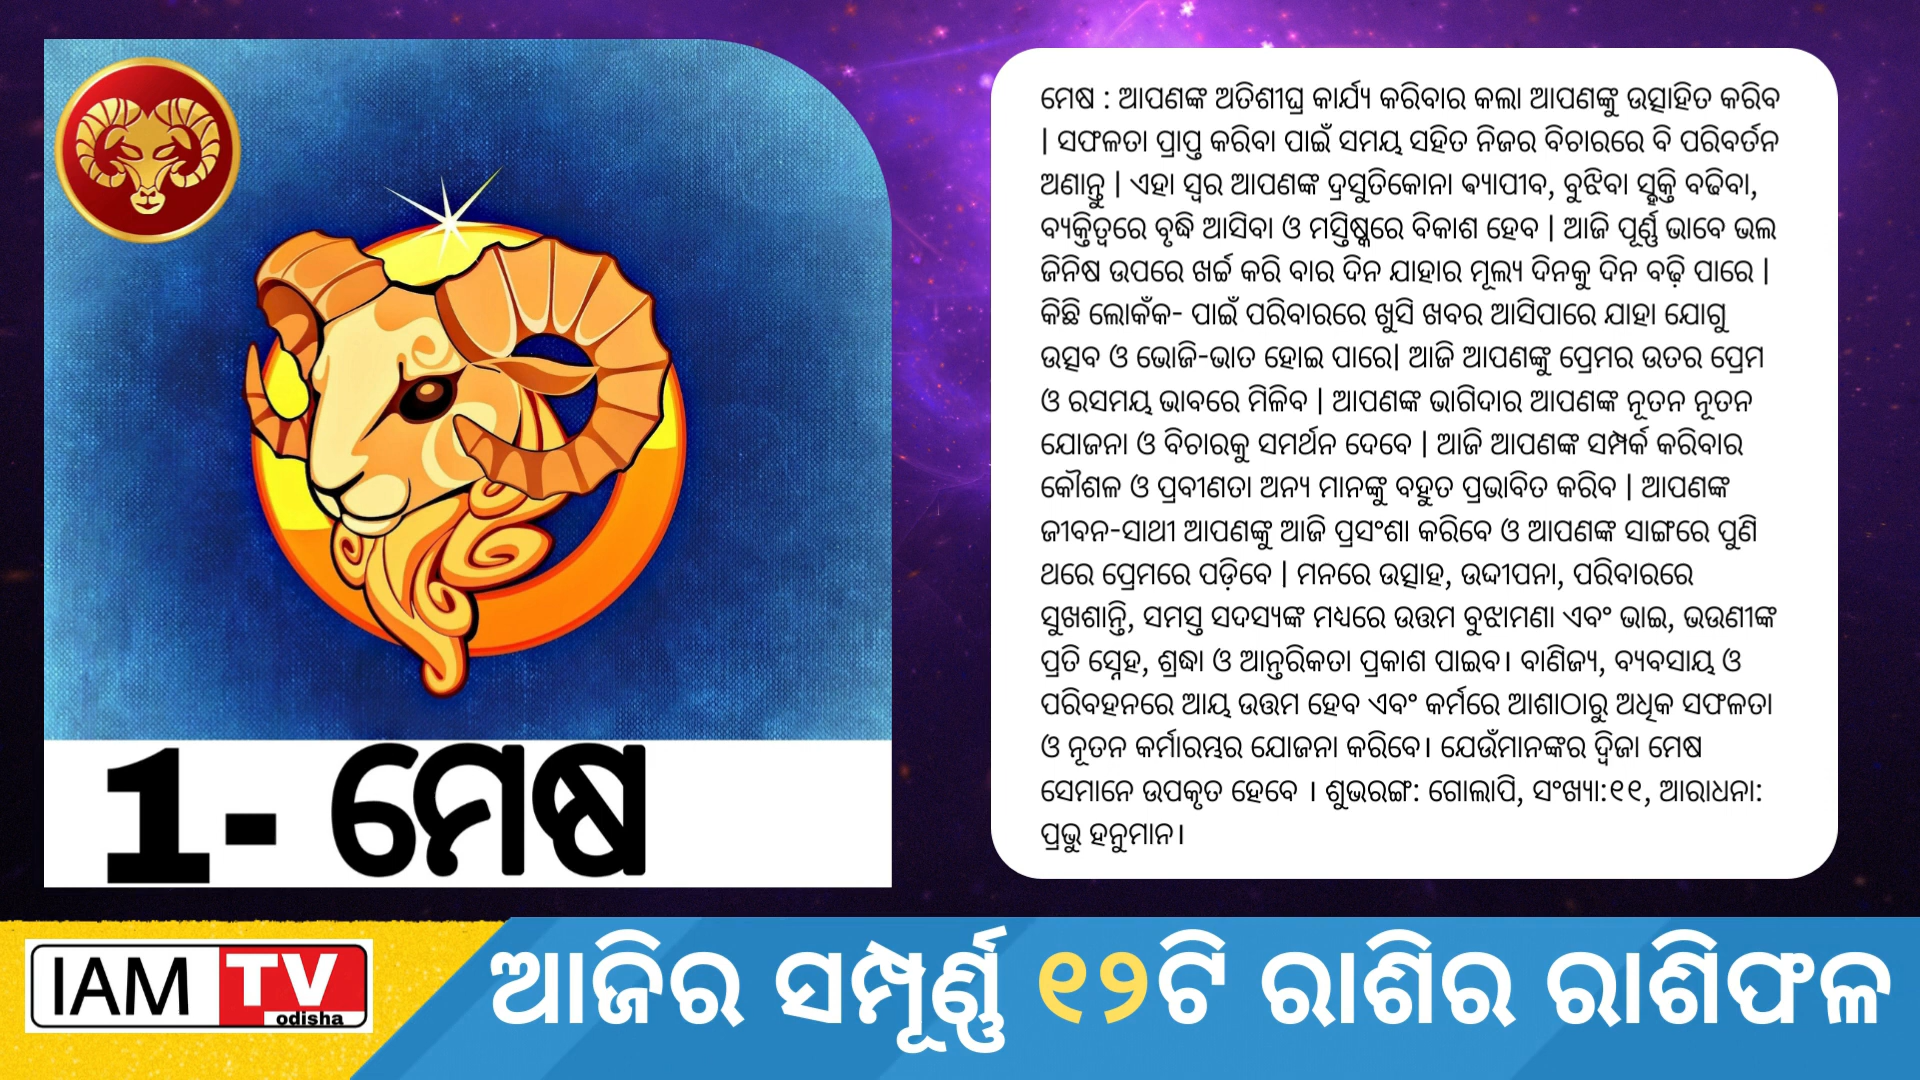 1- ମେଷ
ମେଷ : ଆପଣଙ୍କ ଅତିଶୀଘ୍ର କାର୍ଯ୍ୟ କରିବାର କଲା ଆପଣଙ୍କୁ ଉତ୍ସାହିତ କରିବ
| ସଫଳତା ପ୍ରାପ୍ତ କରିବା ପାଇଁ ସମୟ ସହିତ ନିଜର ବିଚାରରେ ବି ପରିବର୍ତନ
ଅଣାନ୍ତୁ | ଏହା ସ୍ୱର ଆପଣଙ୍କ ଦ୍ରସୁତିକୋନା ଵ୍ୟାପୀବ, ବୁଝିବା ସ୍ହକ୍ତି ବଢିବା,
ବ୍ୟକ୍ତିତ୍ୱରେ ବୃଦ୍ଧି ଆସିବା ଓ ମସ୍ତିଷ୍କରେ ବିକାଶ ହେବ | ଆଜି ପୂର୍ଣ୍ଣ ଭାବେ ଭଲ
ଜିନିଷ ଉପରେ ଖର୍ଚ୍ଚ କରି ବାର ଦିନ ଯାହାର ମୂଲ୍ୟ ଦିନକୁ ଦିନ ବଢ଼ି ପାରେ |
କିଛି ଲୋକଁକ- ପାଇଁ ପରିବାରରେ ଖୁସି ଖବର ଆସିପାରେ ଯାହା ଯୋଗୁ
ଉତ୍ସବ ଓ ଭୋଜି-ଭାତ ହୋଇ ପାରେ| ଆଜି ଆପଣଙ୍କୁ ପ୍ରେମର ଉତର ପ୍ରେମ
ଓ ରସମୟ ଭାବରେ ମିଳିବ | ଆପଣଙ୍କ ଭାଗିଦାର ଆପଣଙ୍କ ନୂତନ ନୂତନ
ଯୋଜନା ଓ ବିଚାରକୁ ସମର୍ଥନ ଦେବେ | ଆଜି ଆପଣଙ୍କ ସମ୍ପର୍କ କରିବାର
କୌଶଳ ଓ ପ୍ରବୀଣତା ଅନ୍ୟ ମାନଙ୍କୁ ବହୁତ ପ୍ରଭାବିତ କରିବ | ଆପଣଙ୍କ
ଜୀବନ-ସାଥୀ ଆପଣଙ୍କୁ ଆଜି ପ୍ରସଂଶା କରିବେ ଓ ଆପଣଙ୍କ ସାଙ୍ଗରେ ପୁଣି
ଥରେ ପ୍ରେମରେ ପଡ଼ିବେ | ମନରେ ଉତ୍ସାହ, ଉଦ୍ଦୀପନା, ପରିବାରରେ
ସୁଖଶାନ୍ତି, ସମସ୍ତ ସଦସ୍ୟଙ୍କ ମଧ୍ୟରେ ଉତ୍ତମ ବୁଝାମଣା ଏବଂ ଭାଇ, ଭଉଣୀଙ୍କ
ପ୍ରତି ସ୍ନେହ, ଶ୍ରଦ୍ଧା ଓ ଆନ୍ତରିକତା ପ୍ରକାଶ ପାଇବ। ବାଣିଜ୍ୟ, ବ୍ୟବସାୟ ଓ
ପରିବହନରେ ଆୟ ଉତ୍ତମ ହେବ ଏବଂ କର୍ମରେ ଆଶାଠାରୁ ଅଧିକ ସଫଳତା
ଓ ନୂତନ କର୍ମାରମ୍ଭର ଯୋଜନା କରିବେ। ଯେଉଁମାନଙ୍କର ଦ୍ୱିଜା ମେଷ
ସେମାନେ ଉପକୃତ ହେବେ । ଶୁଭରଙ୍ଗ: ଗୋଲାପି, ସଂଖ୍ୟା:୧୧, ଆରାଧନା:
ପ୍ରଭୁ ହନୁମାନ।
IAM TV odisha
ଆଜିର ସମ୍ପୂର୍ଣ୍ଣ ୧୨ଟି ରାଶିର ରାଶିଫଳ